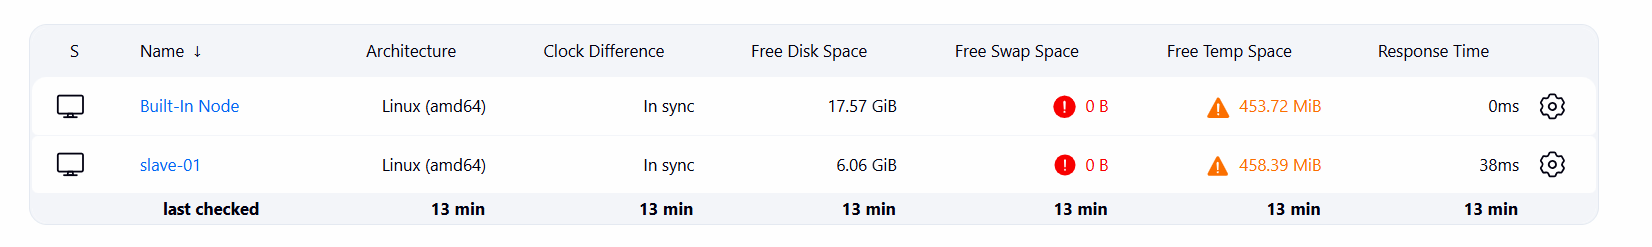 S Name ↓ Architecture Clock Difference Free Disk Space Free Swap Space Free Temp Space Response Time
Built-In Node Linux (amd64) In sync 17.57 GiB 0 B 453.72 MiB 0ms
slave-01 Linux (amd64) In sync 6.06 GiB 0 B 458.39 MiB 38ms
last checked 13 min 13 min 13 min 13 min 13 min 13 min